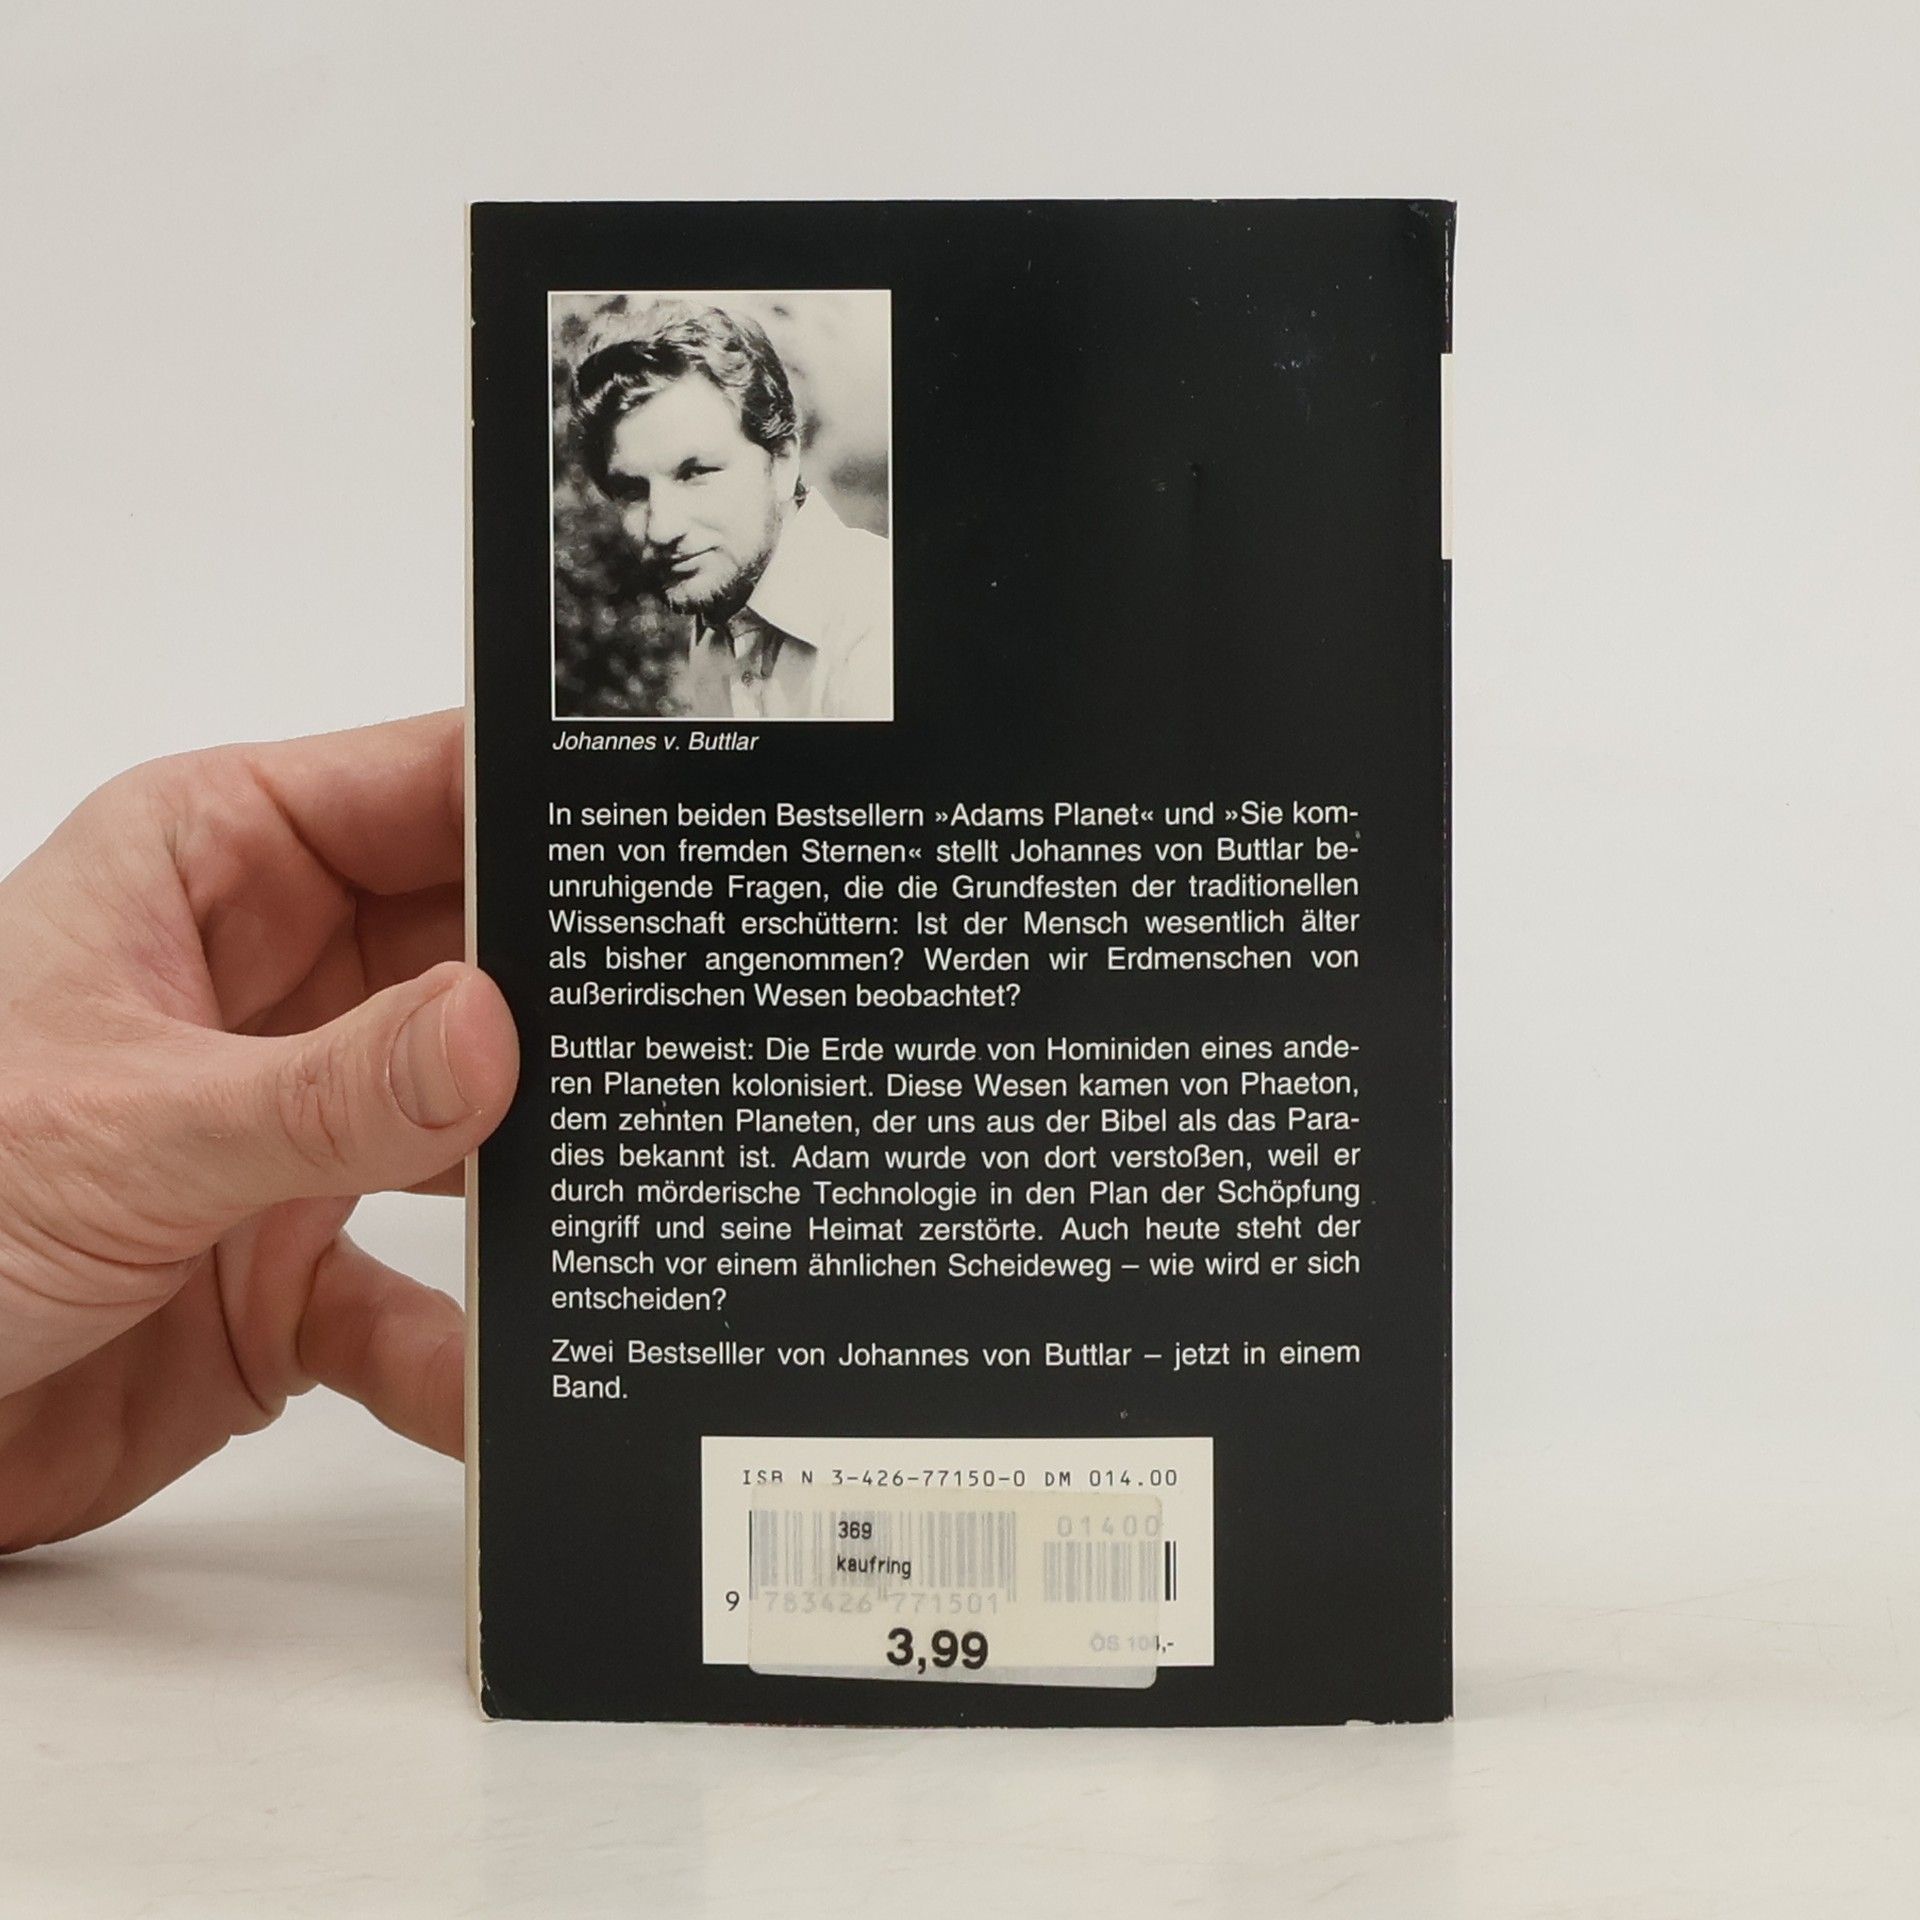 Johannes v. Buttlar
In seinen beiden Bestsellern »Adams Planet« und »Sie kom-
men von fremden Sternen« stellt Johannes von Buttlar be-
unruhigende Fragen, die die Grundfesten der traditionellen
Wissenschaft erschüttern: Ist der Mensch wesentlich älter
als bisher angenommen? Werden wir Erdmenschen von
außerirdischen Wesen beobachtet?
Buttlar beweist: Die Erde wurde von Hominiden eines ande-
ren Planeten kolonisiert. Diese Wesen kamen von Phaeton,
dem zehnten Planeten, der uns aus der Bibel als das Para-
dies bekannt ist. Adam wurde von dort verstoßen, weil er
durch mörderische Technologie in den Plan der Schöpfung
eingriff und seine Heimat zerstörte. Auch heute steht der
Mensch vor einem ähnlichen Scheideweg – wie wird er sich
entscheiden?
Zwei Bestselller von Johannes von Buttlar – jetzt in einem
Band.
ISB N 3-426-77150-0 DM 014.00
01400
369
kaufring
9 783426 771501
3,99
ÖS 104,-